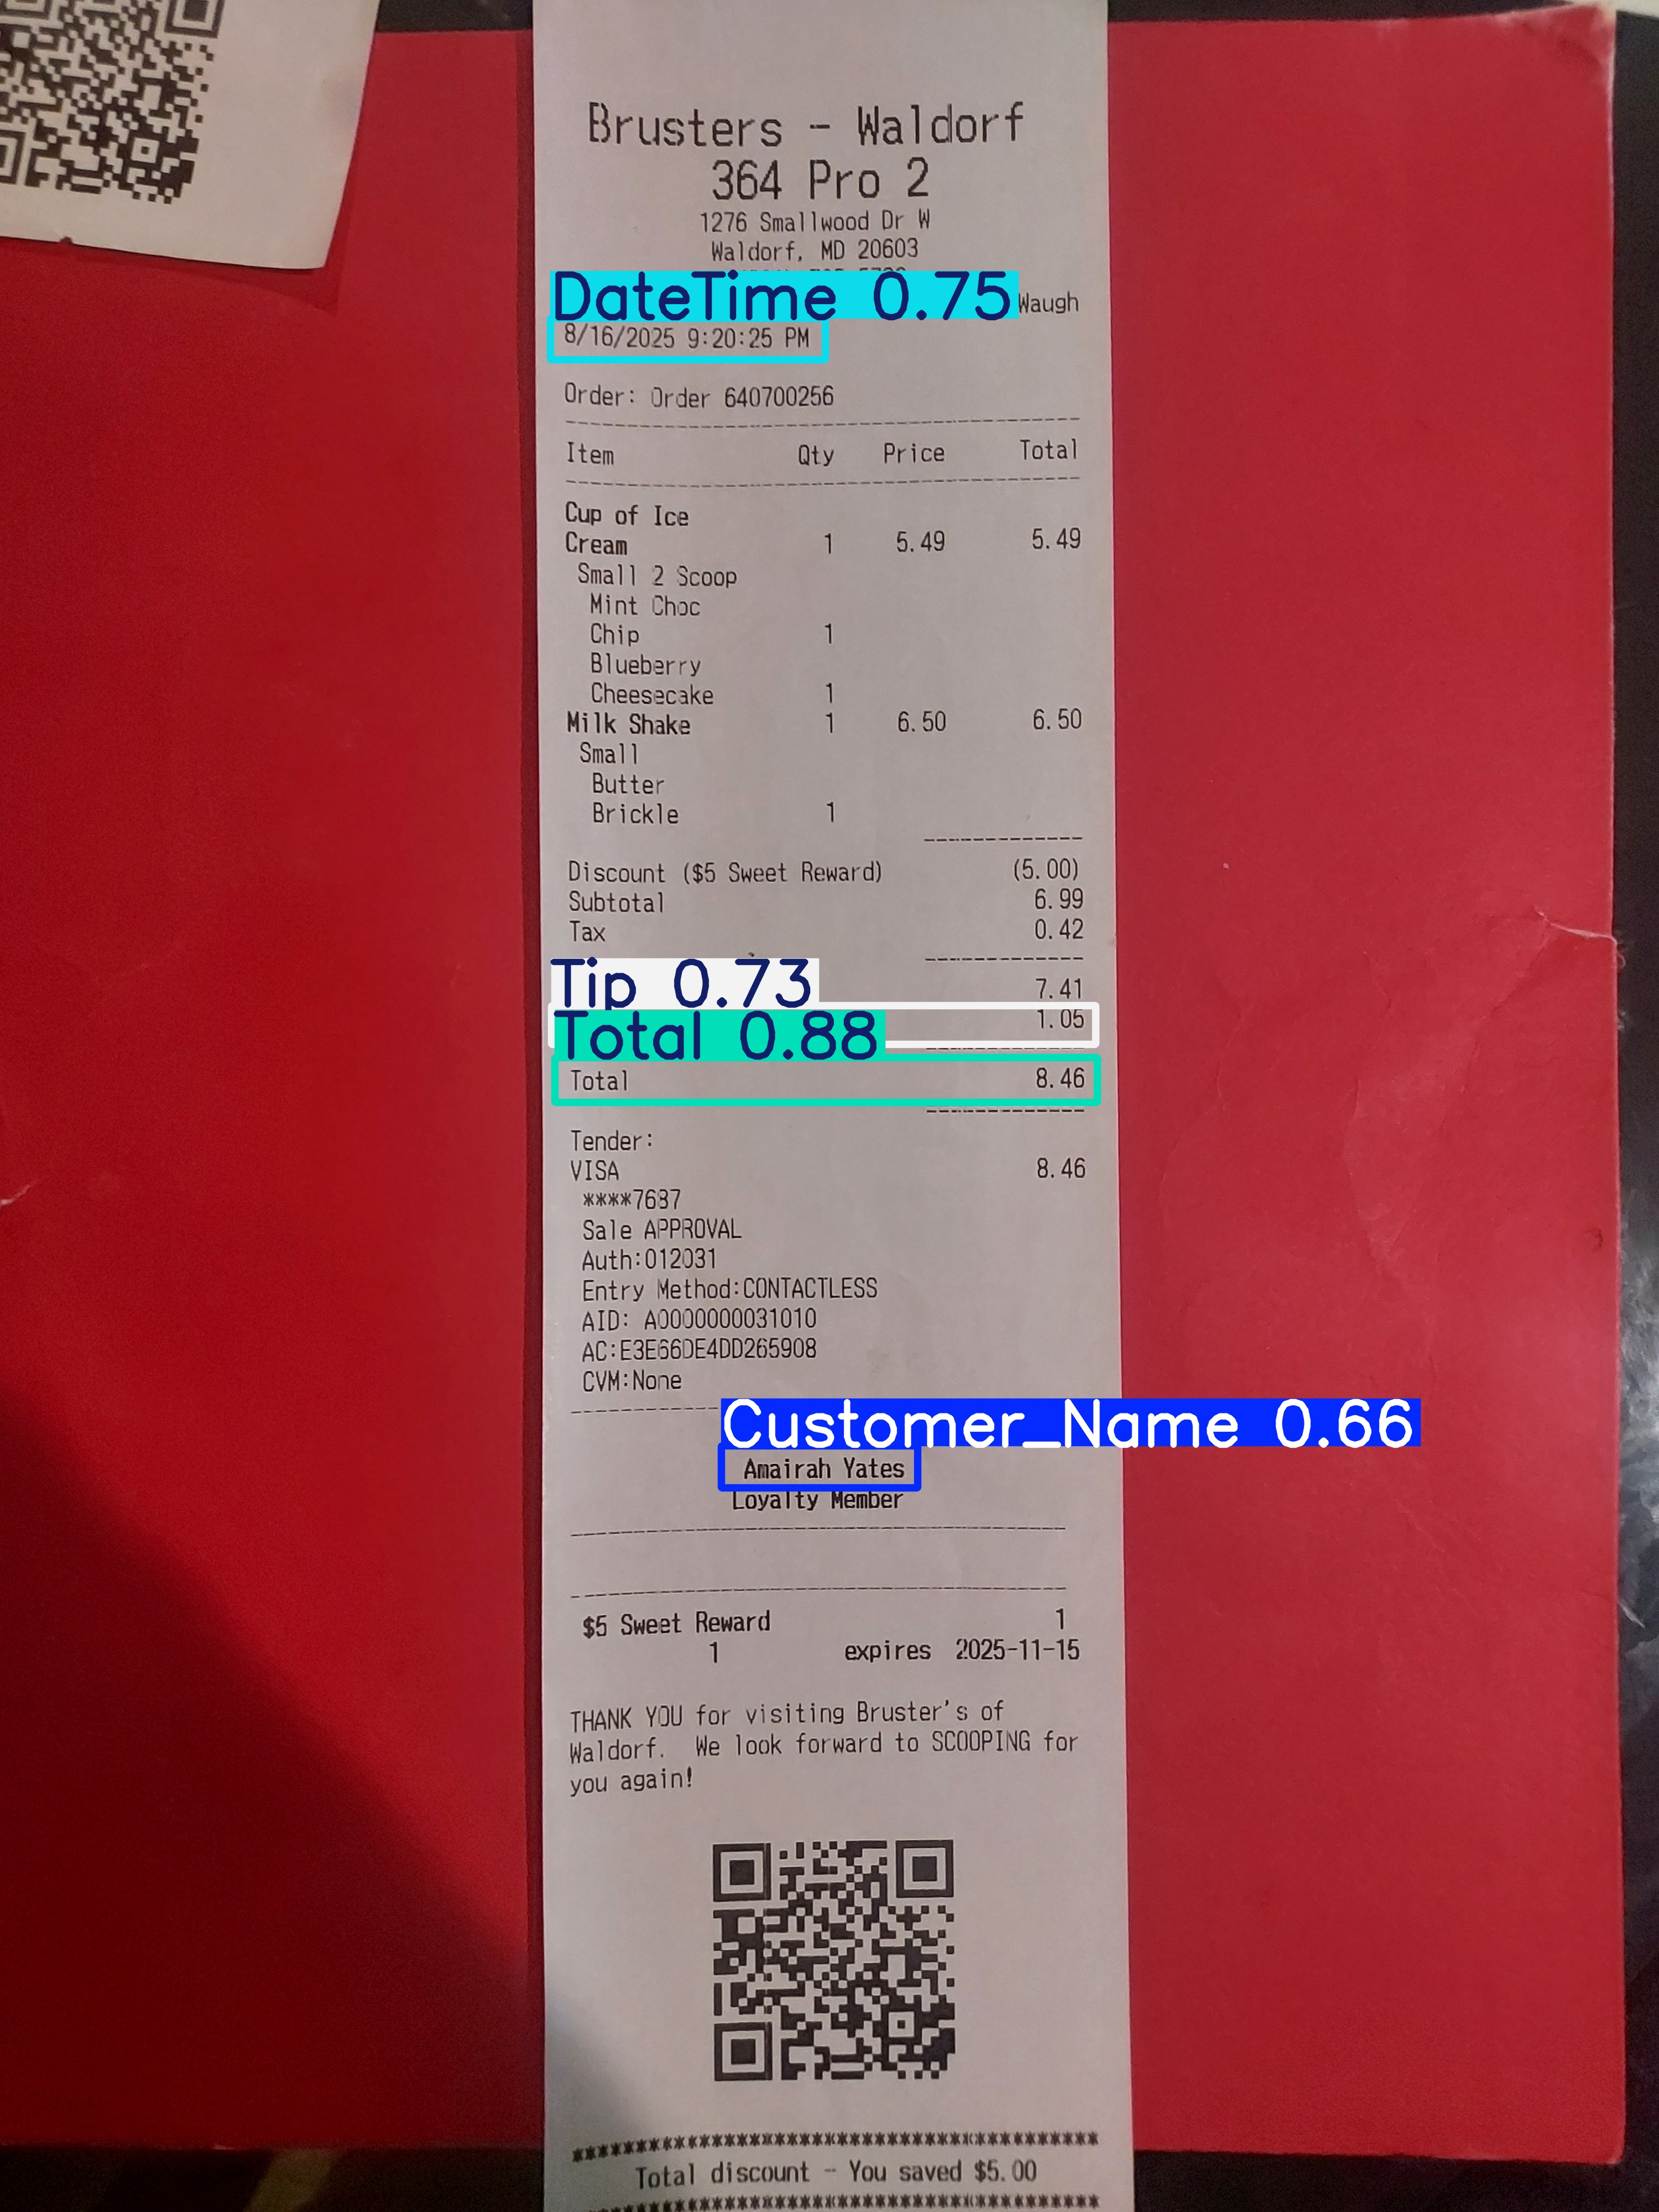 Brusters - Waldorf
364 Pro 2
1276 Smallwood Dr W
Waldorf, MD 20603
DateTime 0.75 Waugh
8/16/2025 9:20:25 PM
Order: Order 640700256
Item Qty Price Total
Cup of Ice
Cream 1 5.49 5.49
Small 2 Scoop
Mint Choc
Chip 1
Blueberry
Cheesecake 1
Milk Shake 1 6.50 6.50
Small
Butter
Brickle 1
Discount ($5 Sweet Reward) (5.00)
Subtotal 6.99
Tax 0.42
Tip 0.73 7.41
1.05
Total 0.88
Total 8.46
Tender:
VISA 8.46
****7687
Sale APPROVAL
Auth:012031
Entry Method:CONTACTLESS
AID: A0000000031010
AC:E3E66DE4DD265908
CVM:None
Customer_Name 0.66
Amairah Yates
Loyalty Member
$5 Sweet Reward 1
1 expires 2025-11-15
THANK YOU for visiting Bruster's of
Waldorf. We look forward to SCOOPING for
you again!
Total discount - You saved $5.00